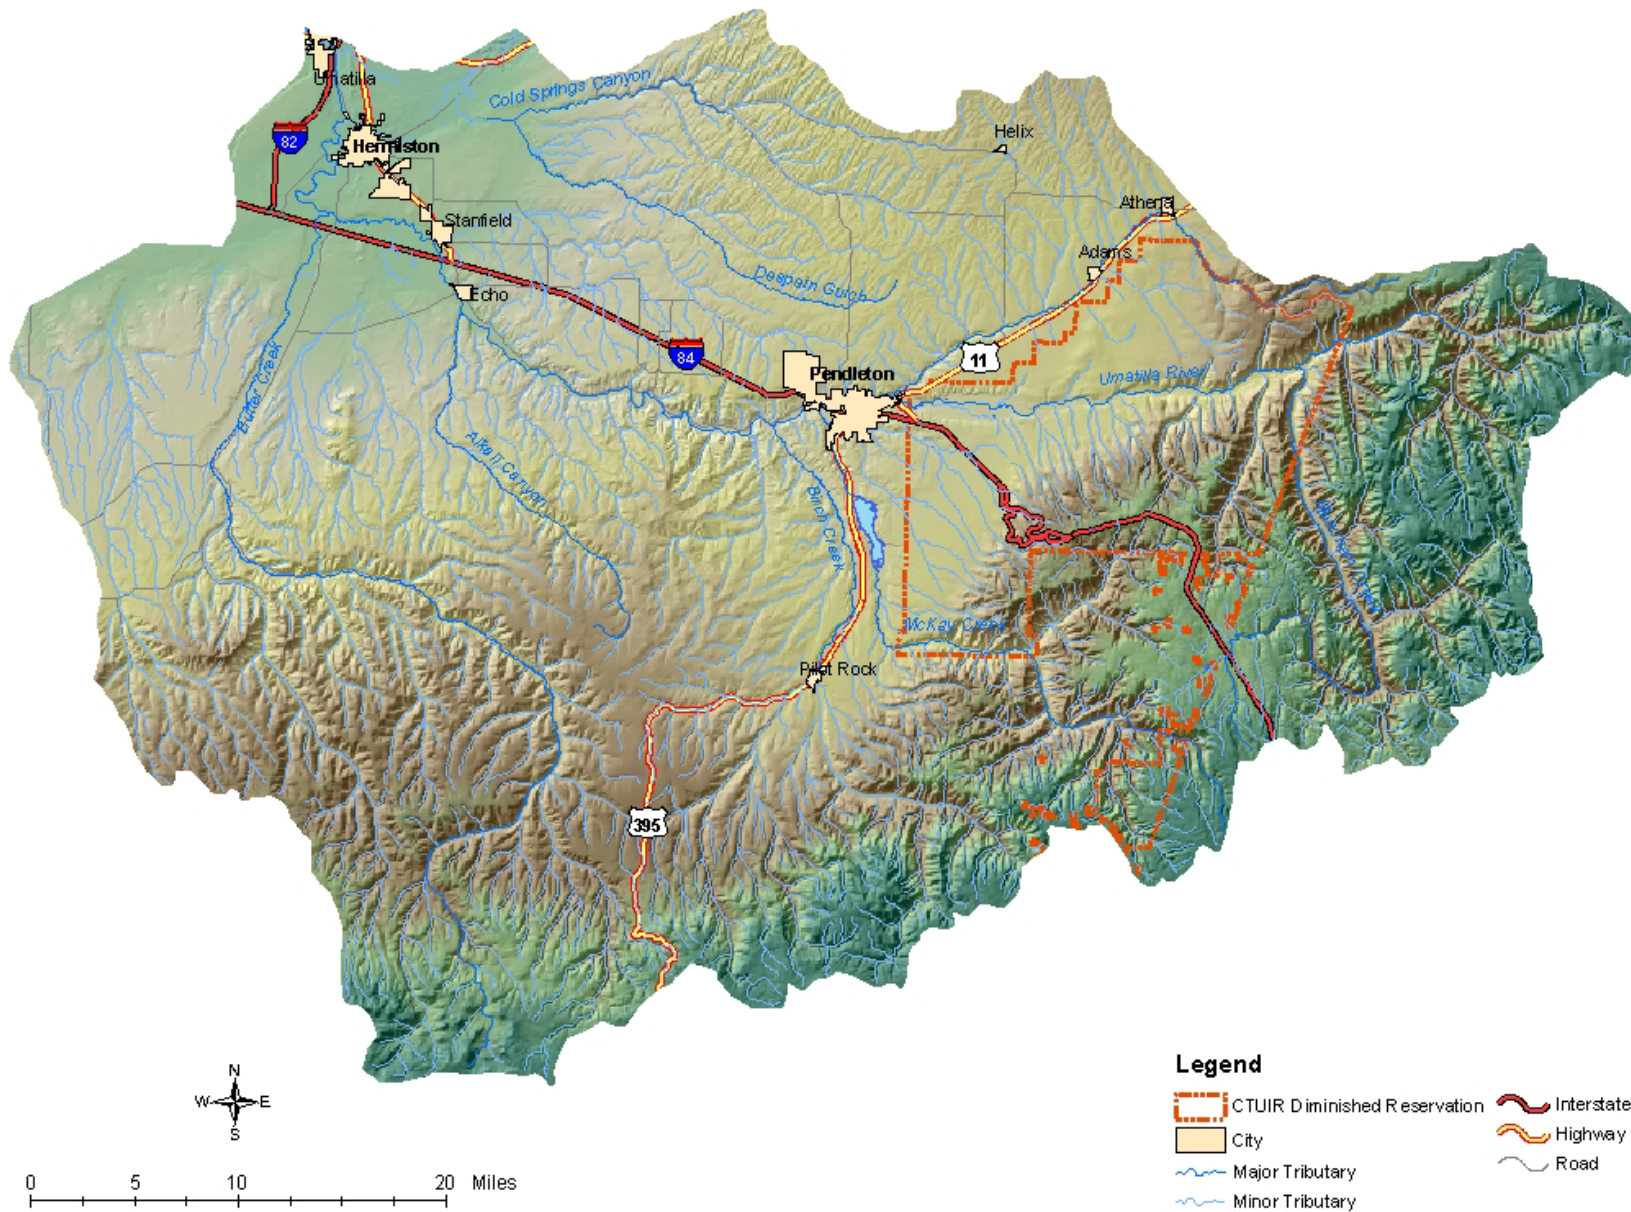 Umatilla
Cold Springs Canyon
82
Hermiston
Helix
Stanfield
Athena
Adams
Despain Gulch
Echo
84
11
Pendleton
Umatilla River
Butter Creek
Alkali Canyon
Birch Creek
McKay Creek
Pilot Rock
395
N
W
E
S
0
5
10
20
Miles
Legend
CTUIR Diminished Reservation
City
Major Tributary
Minor Tributary
Interstate
Highway
Road